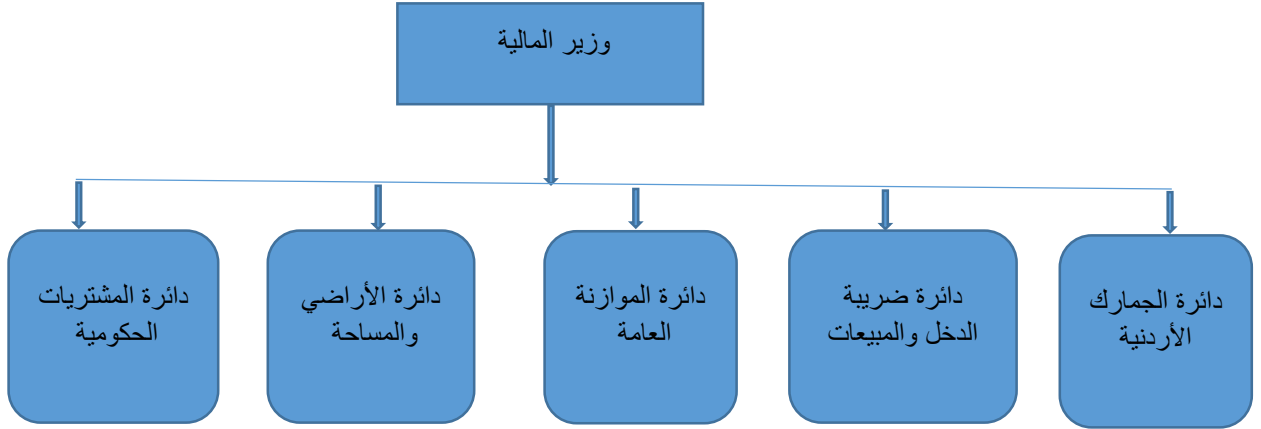 وزير المالية
دائرة الجمارك
الأردنية
دائرة ضريبة
الدخل والمبيعات
دائرة الموازنة
العامة
دائرة الأراضي
والمساحة
دائرة المشتريات
الحكومية